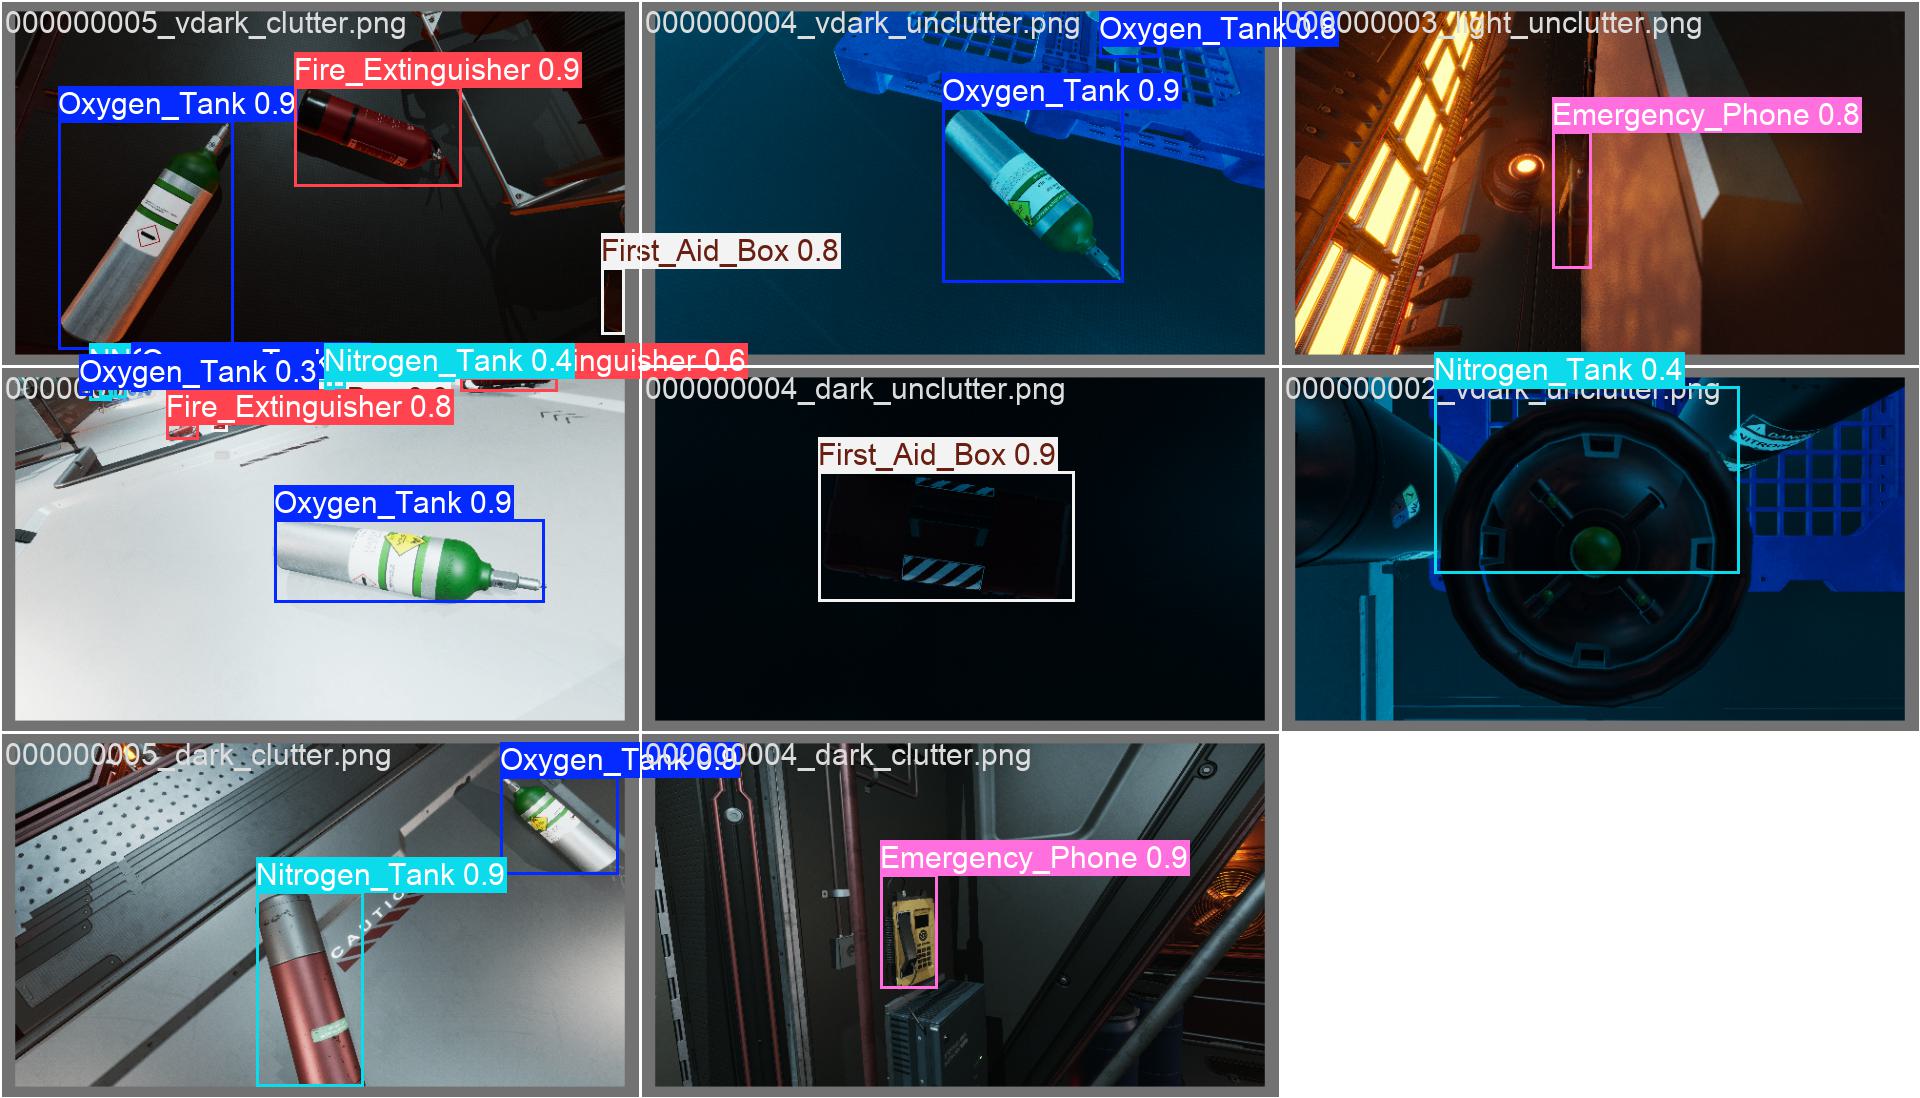 000000005_vdark_clutter.png
Fire_Extinguisher 0.9
Oxygen_Tank 0.9
First_Aid_Box 0.8
000000004_vdark_unclutter.png
Oxygen_Tank 0.8
Oxygen_Tank 0.9
000000003_light_unclutter.png
Emergency_Phone 0.8
Oxygen_Tank 0.3
Nitrogen_Tank 0.4
inguisher 0.6
Fire_Extinguisher 0.8
Oxygen_Tank 0.9
000000004_dark_unclutter.png
First_Aid_Box 0.9
Nitrogen_Tank 0.4
000000002_vdark_unclutter.png
000000005_dark_clutter.png
Oxygen_Tank 0.9
Nitrogen_Tank 0.9
000000004_dark_clutter.png
Emergency_Phone 0.9